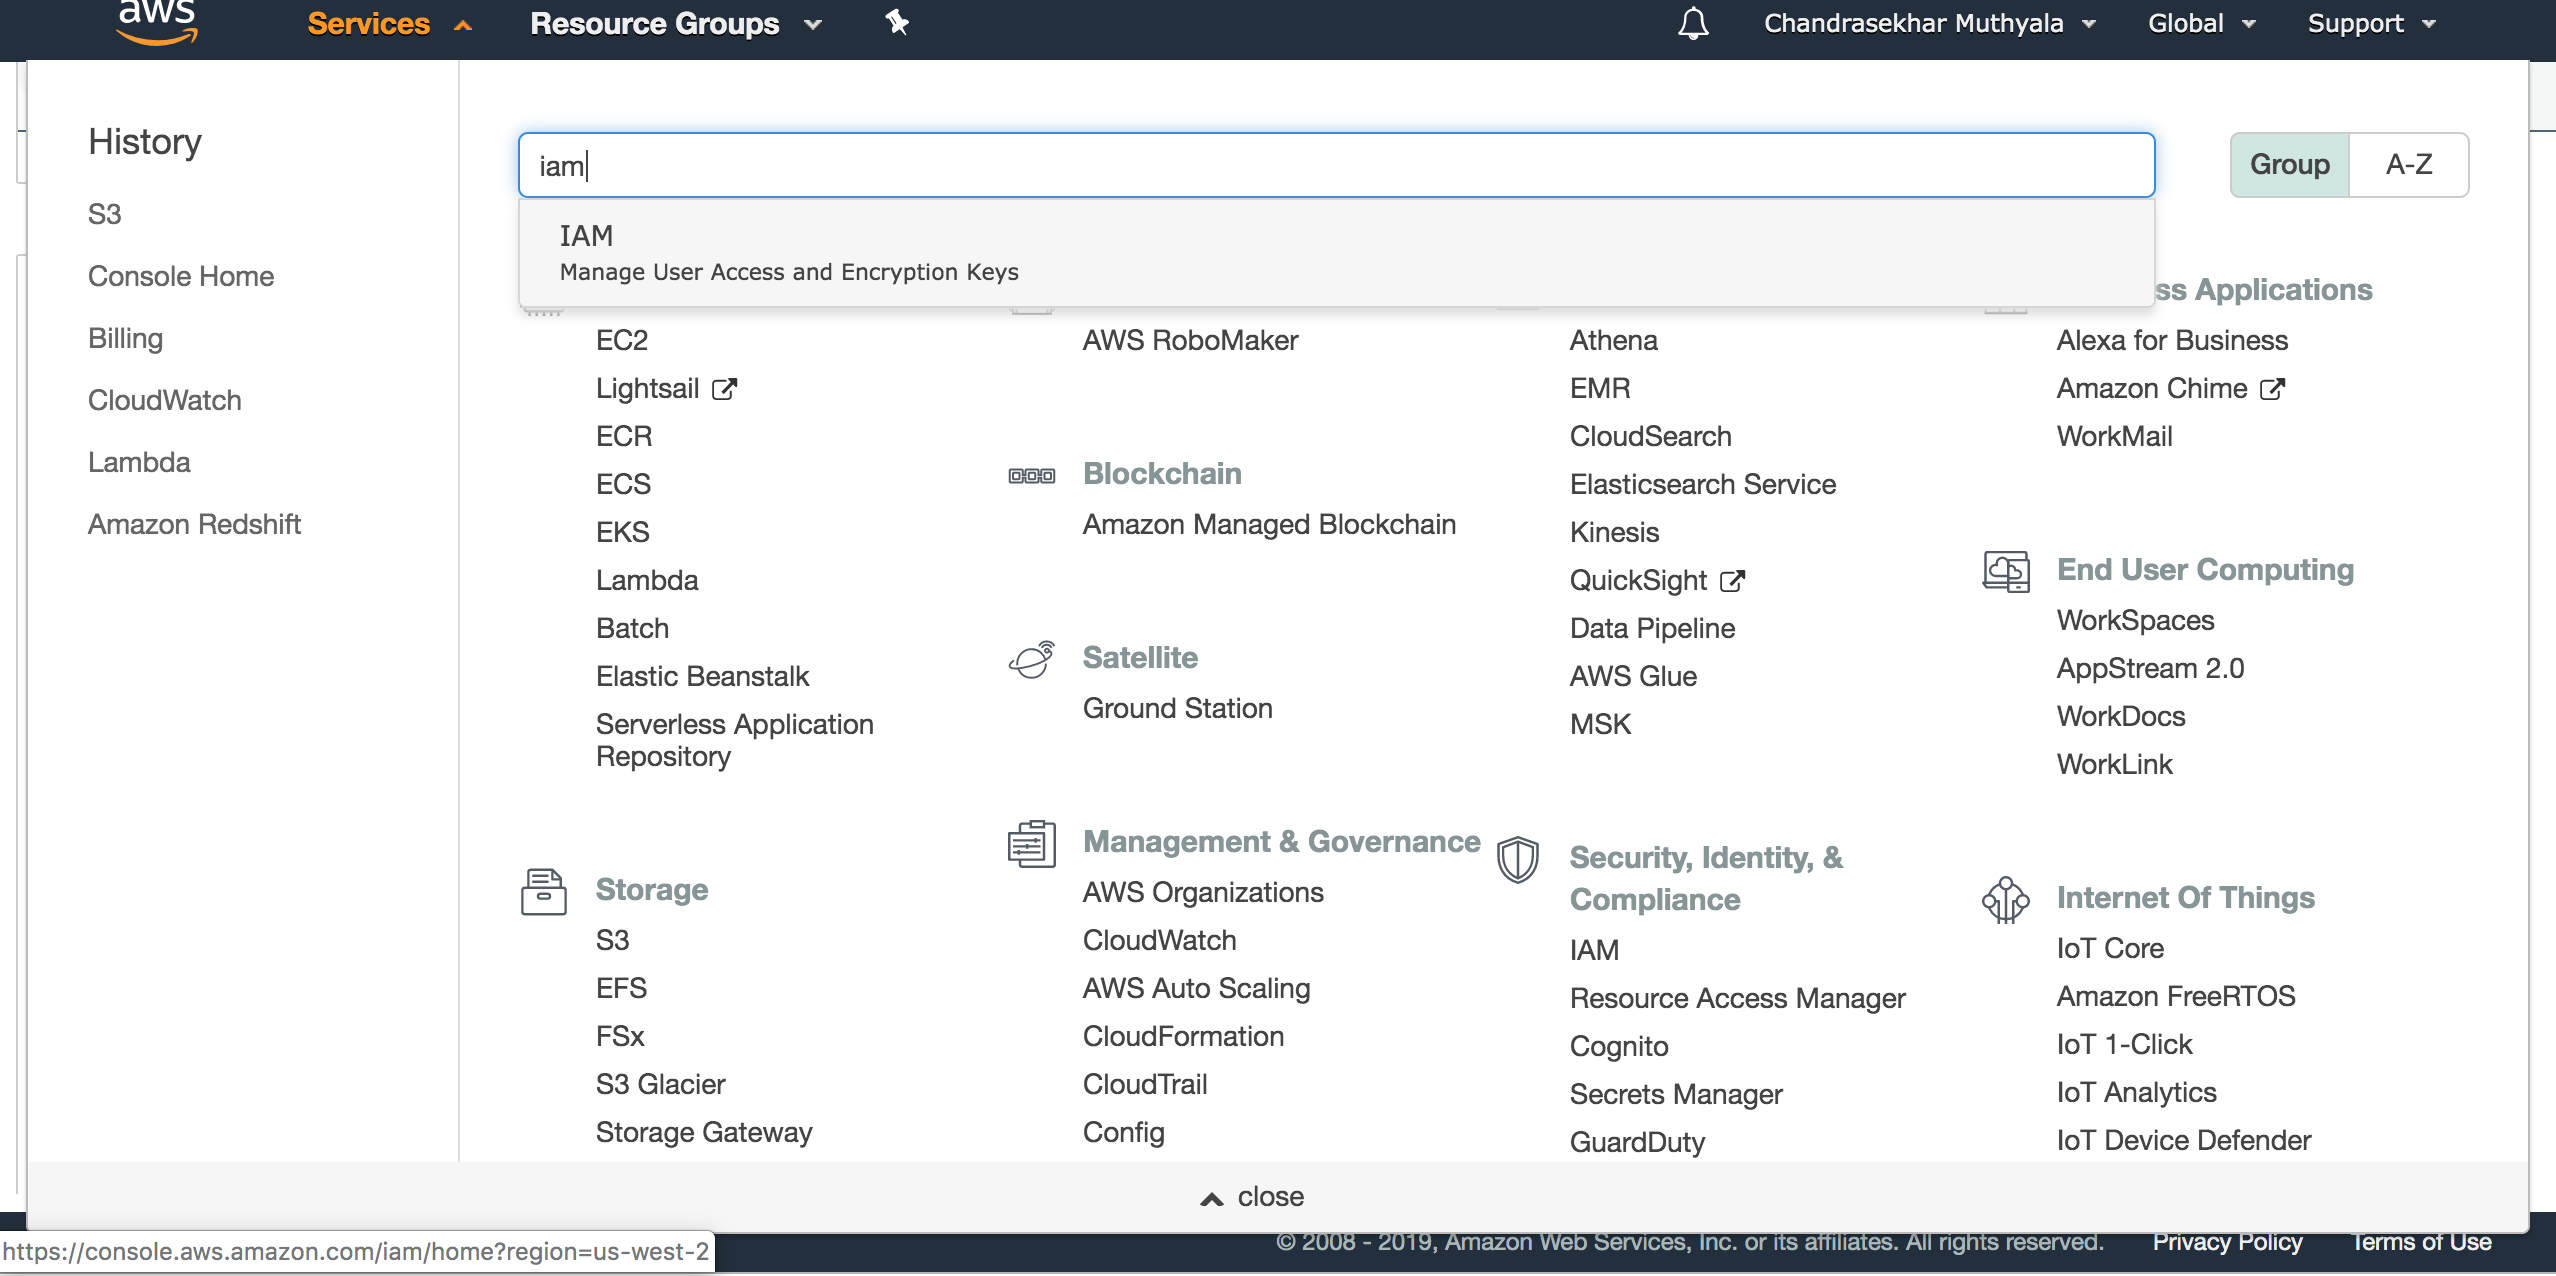 aws
Services
Resource Groups
Chandrasekhar Muthyala
Global
Support
History
S3
Console Home
Billing
CloudWatch
Lambda
Amazon Redshift
iam
Group
A-Z
IAM
Manage User Access and Encryption Keys
EC2
Lightsail
ECR
ECS
EKS
Lambda
Batch
Elastic Beanstalk
Serverless Application
Repository
Storage
S3
EFS
FSx
S3 Glacier
Storage Gateway
AWS RoboMaker
Blockchain
Amazon Managed Blockchain
Satellite
Ground Station
Management & Governance
AWS Organizations
CloudWatch
AWS Auto Scaling
CloudFormation
CloudTrail
Config
Athena
EMR
CloudSearch
Elasticsearch Service
Kinesis
QuickSight
Data Pipeline
AWS Glue
MSK
Security, Identity, &
Compliance
IAM
Resource Access Manager
Cognito
Secrets Manager
GuardDuty
ss Applications
Alexa for Business
Amazon Chime
WorkMail
End User Computing
WorkSpaces
AppStream 2.0
WorkDocs
WorkLink
Internet Of Things
IoT Core
Amazon FreeRTOS
IoT 1-Click
IoT Analytics
IoT Device Defender
close
https://console.aws.amazon.com/iam/home?region=us-west-2
© 2008 - 2019, Amazon Web Services, Inc. or its affiliates. All rights reserved.
Privacy Policy
Terms of Use